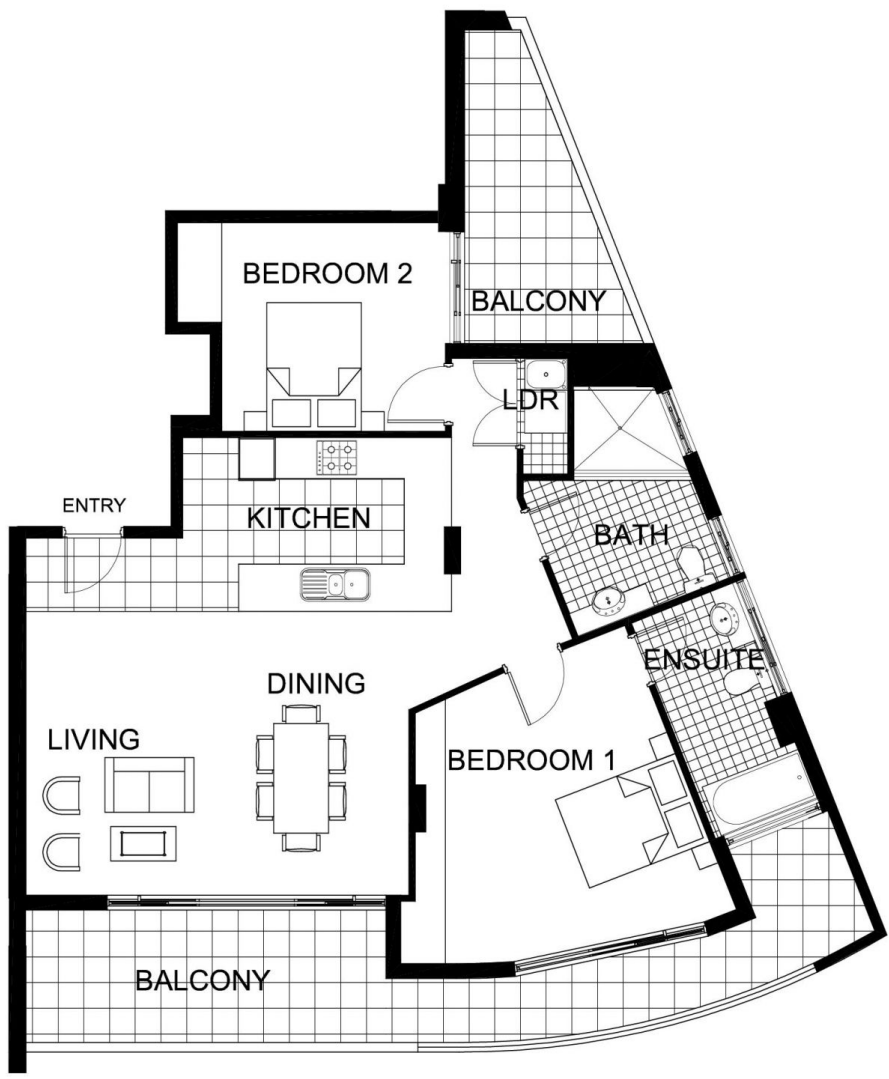 BEDROOM 2
BALCONY
LDR
ENTRY
KITCHEN
BATH
ENSUITE
DINING
LIVING
BEDROOM 1
BALCONY